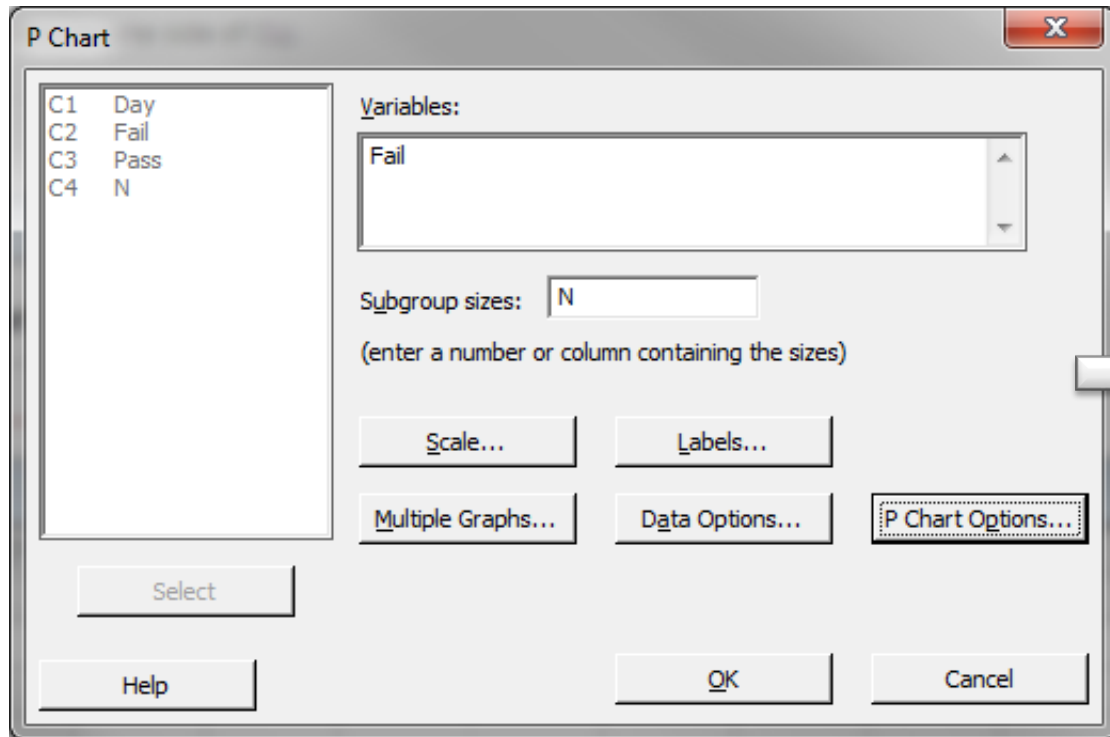 P Chart
C1 Day
C2 Fail
C3 Pass
C4 N
Variables:
Fail
Subgroup sizes: N
(enter a number or column containing the sizes)
Scale...
Labels...
Multiple Graphs...
Data Options...
P Chart Options...
Select
Help
OK
Cancel